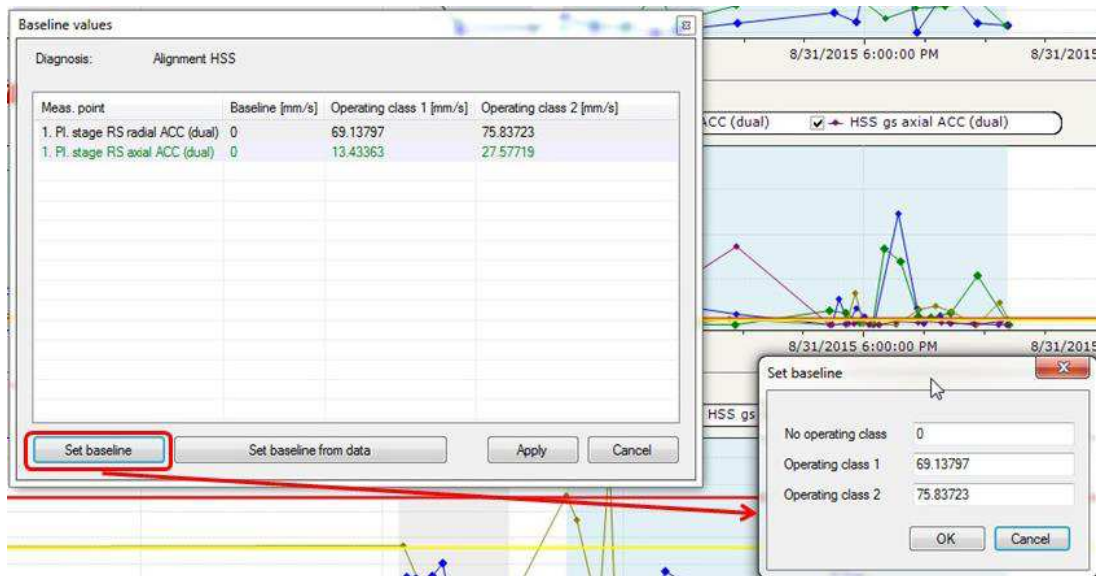 Baseline values
Diagnosis: Alignment HSS
Meas. point Baseline [mm/s] Operating class 1 [mm/s] Operating class 2 [mm/s]
1. Pl. stage RS radial ACC (dual) 0 69.13797 75.83723
1. Pl. stage RS axial ACC (dual) 0 13.43363 27.57719
Set baseline Set baseline from data Apply Cancel
8/31/2015 6:00:00 PM 8/31/2015
ACC (dual) HSS gs axial ACC (dual)
8/31/2015 6:00:00 PM 8/31/2015
HSS gs
Set baseline
No operating class 0
Operating class 1 69.13797
Operating class 2 75.83723
OK Cancel